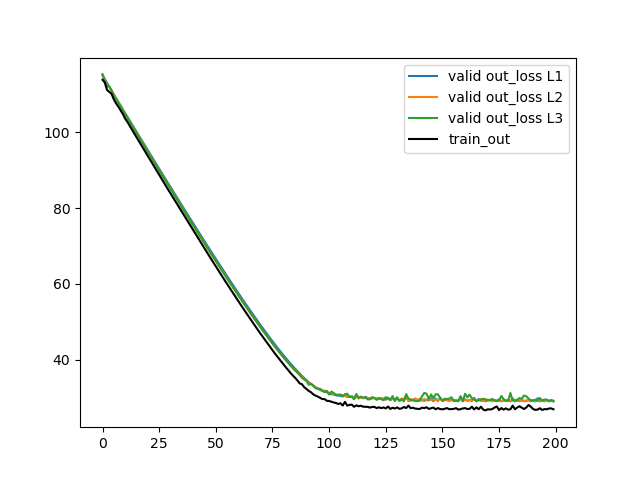 valid out_loss L1
valid out_loss L2
valid out_loss L3
train_out
100
80
60
40
0 25 50 75 100 125 150 175 200